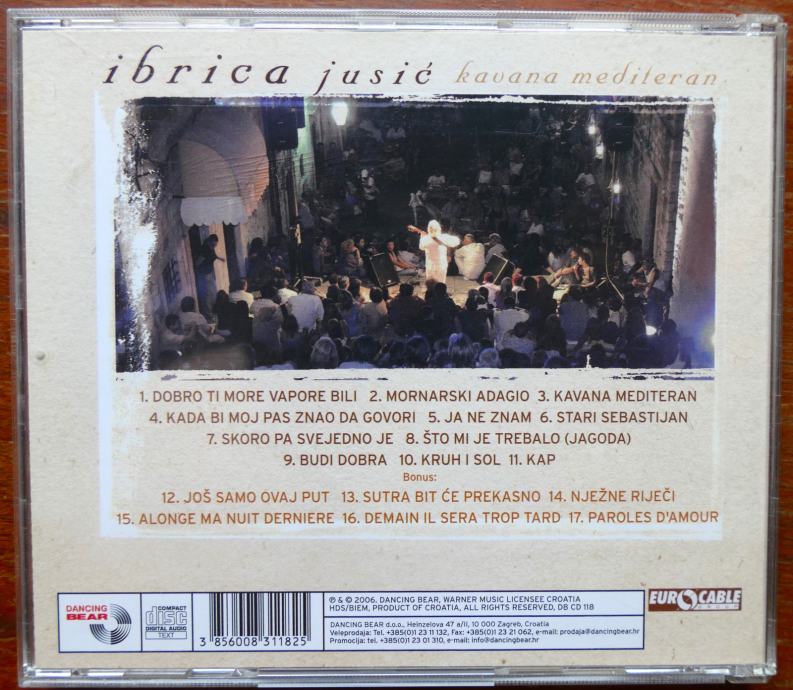 ibrica jusić kavana mediteran
1. DOBRO TI MORE VAPORE BILI 2. MORNARSKI ADAGIO 3. KAVANA MEDITERAN
4. KADA BI MOJ PAS ZNAO DA GOVORI 5. JA NE ZNAM 6. STARI SEBASTIJAN
7. SKORO PA SVEJEDNO JE 8. ŠTO MI JE TREBALO (JAGODA)
9. BUDI DOBRA 10. KRUH I SOL 11. KAP
Bonus:
12. JOŠ SAMO OVAJ PUT 13. SUTRA BIT ĆE PREKASNO 14. NJEŽNE RIJEČI
15. ALONGE MA NUIT DERNIERE 16. DEMAIN IL SERA TROP TARD 17. PAROLES D'AMOUR
DANCING
BEAR
COMPACT
disc
DIGITAL AUDIO
TEXT
3 856008 311825
℗ & © 2006. DANCING BEAR, WARNER MUSIC LICENSEE CROATIA
HDS/BIEM, PRODUCT OF CROATIA, ALL RIGHTS RESERVED, DB CD 118
DANCING BEAR d.o.o., Heinzelova 47 a/II, 10 000 Zagreb, Croatia
Veleprodaja: Tel. +385(0)1 23 11 132, Fax: +385(0)1 23 21 062, e-mail: prodaja@dancingbear.hr
Promocija: tel. +385(0)1 23 01 310, e-mail: info@dancingbear.hr
EUROCABLE
GROUP